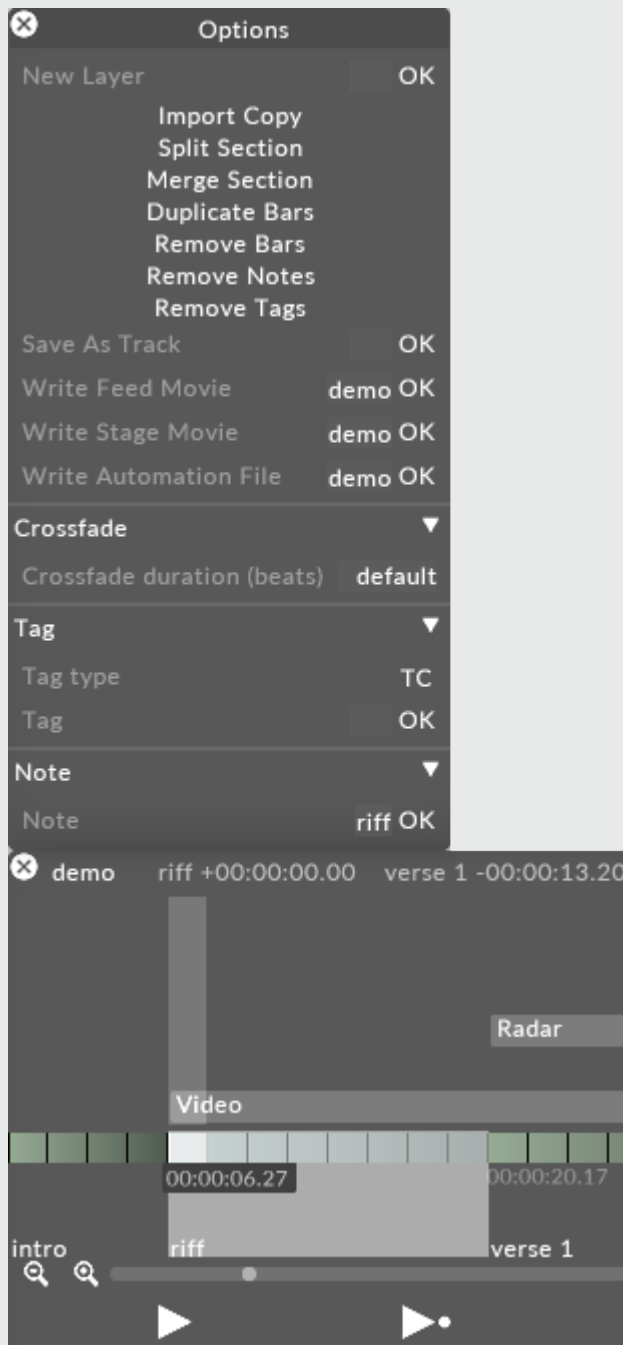 Options
New Layer OK
Import Copy
Split Section
Merge Section
Duplicate Bars
Remove Bars
Remove Notes
Remove Tags
Save As Track OK
Write Feed Movie demo OK
Write Stage Movie demo OK
Write Automation File demo OK
Crossfade
Crossfade duration (beats) default
Tag
Tag type TC
Tag OK
Note
Note riff OK
demo riff +00:00:00.00 verse 1 -00:00:13.20
Radar
Video
00:00:06.27 00:00:20.17
intro riff verse 1